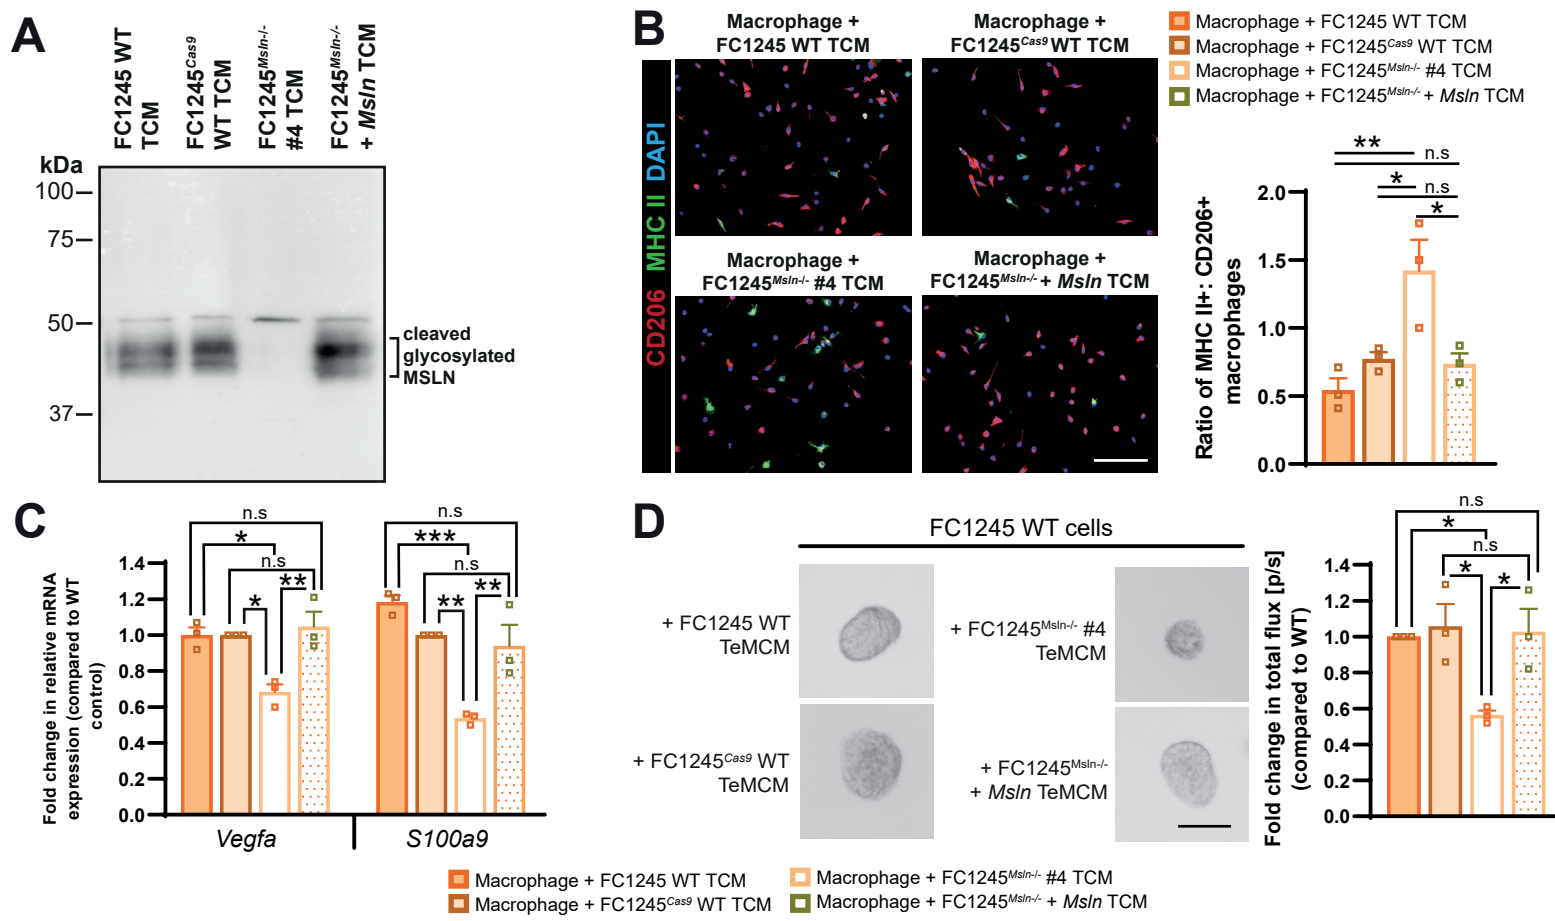 A
FC1245 WT
TCM
FC1245Cas9
WT TCM
FC1245Msln-/-
#4 TCM
FC1245Msln-/-
+ Msln TCM
kDa
100
75
50
37
cleaved
glycosylated
MSLN
B
Macrophage +
FC1245 WT TCM
Macrophage +
FC1245Cas9 WT TCM
Macrophage +
FC1245Msln-/- #4 TCM
Macrophage +
FC1245Msln-/- + Msln TCM
CD206 MHC II DAPI
Macrophage + FC1245 WT TCM
Macrophage + FC1245Cas9 WT TCM
Macrophage + FC1245Msln-/- #4 TCM
Macrophage + FC1245Msln-/- + Msln TCM
**
n.s
*
n.s
*
2.0
1.5
1.0
0.5
0.0
Ratio of MHC II+: CD206+
macrophages
C
n.s
*
n.s
**
*
n.s
***
n.s
**
**
1.4
1.2
1.0
0.8
0.6
0.4
0.2
0.0
Fold change in relative mRNA
expression (compared to WT
control)
Vegfa
S100a9
D
FC1245 WT cells
+ FC1245 WT
TeMCM
+ FC1245Msln-/- #4
TeMCM
+ FC1245Cas9 WT
TeMCM
+ FC1245Msln-/-
+ Msln TeMCM
n.s
*
n.s
*
*
1.4
1.2
1.0
0.8
0.6
0.4
0.2
0.0
Fold change in total flux [p/s]
(compared to WT)
Macrophage + FC1245 WT TCM
Macrophage + FC1245Cas9 WT TCM
Macrophage + FC1245Msln-/- #4 TCM
Macrophage + FC1245Msln-/- + Msln TCM